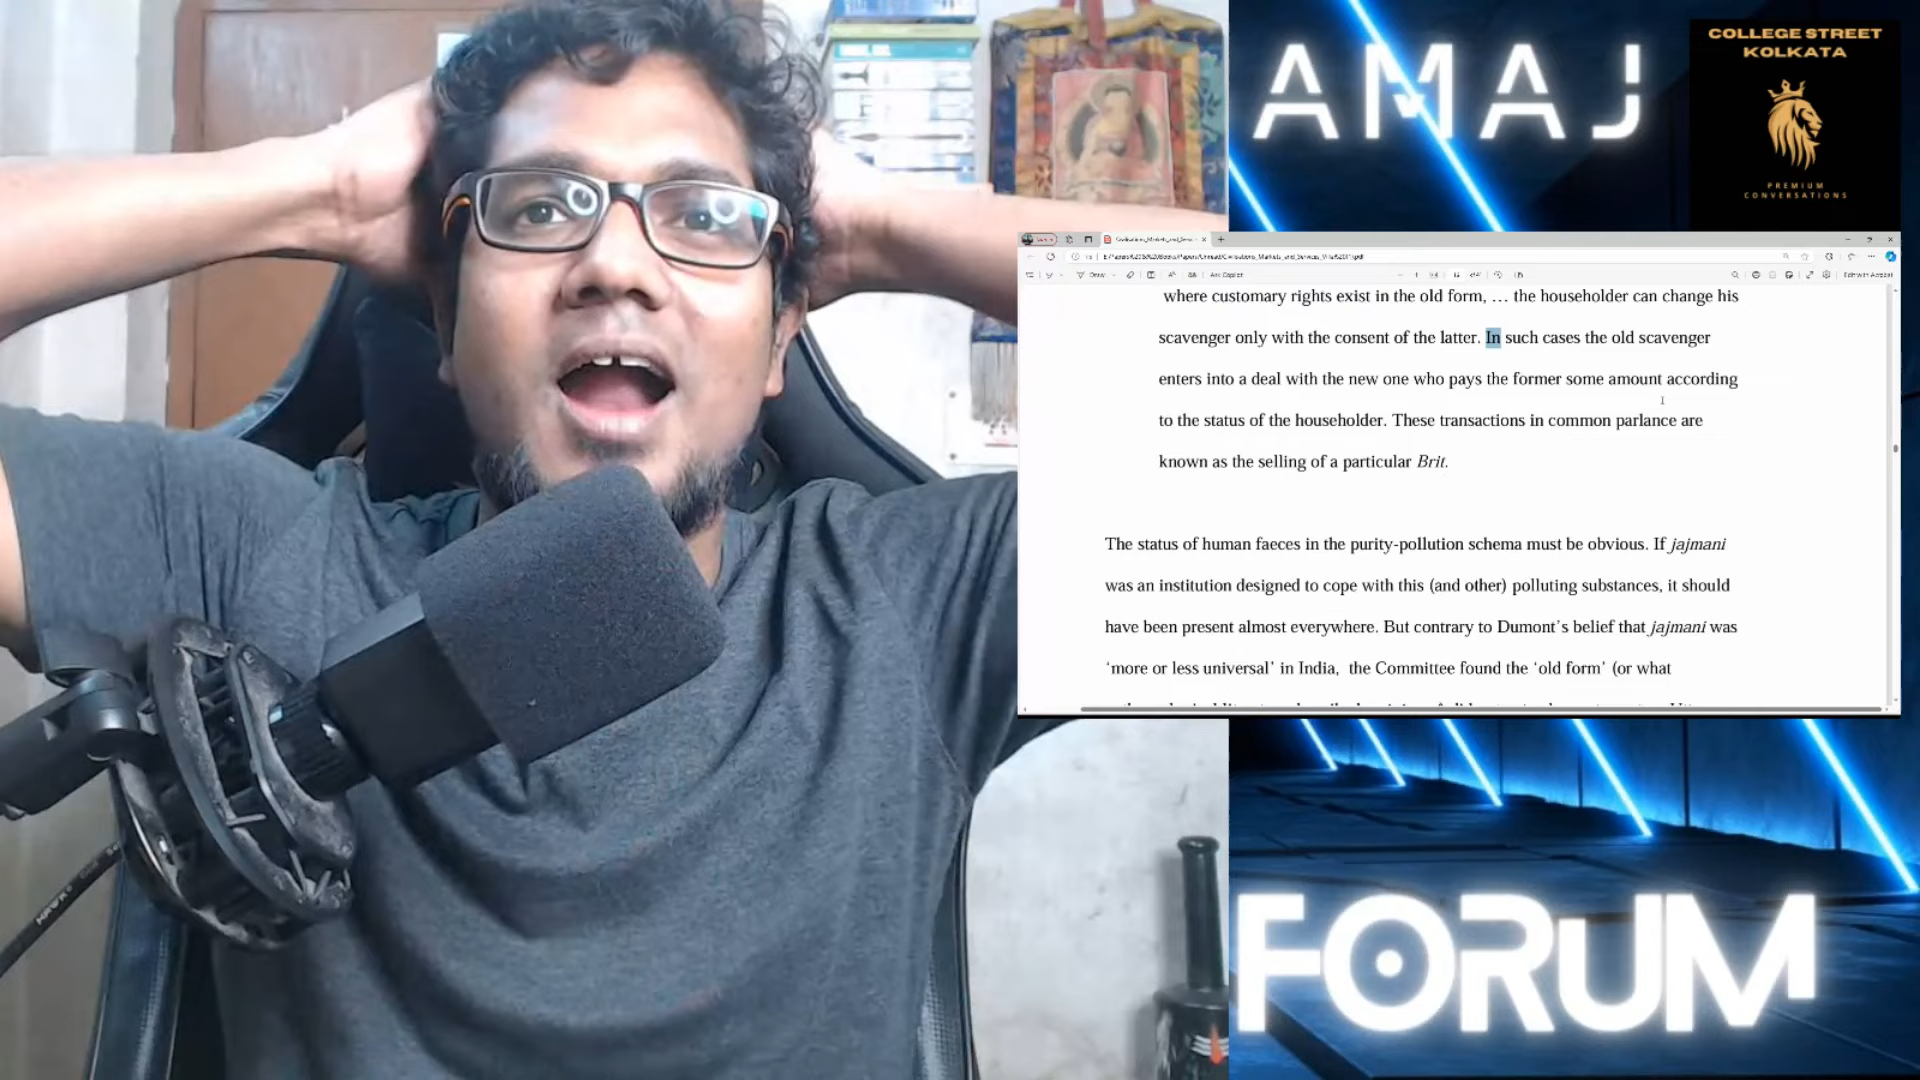 AMAJ
COLLEGE STREET
KOLKATA
PREMIUM
CONVERSATIONS
Draw
Ask Copilot
Edit with Acrobat
where customary rights exist in the old form, … the householder can change his
scavenger only with the consent of the latter. In such cases the old scavenger
enters into a deal with the new one who pays the former some amount according
to the status of the householder. These transactions in common parlance are
known as the selling of a particular Brit.
The status of human faeces in the purity-pollution schema must be obvious. If jajmani
was an institution designed to cope with this (and other) polluting substances, it should
have been present almost everywhere. But contrary to Dumont’s belief that jajmani was
‘more or less universal’ in India, the Committee found the ‘old form’ (or what
FORUM